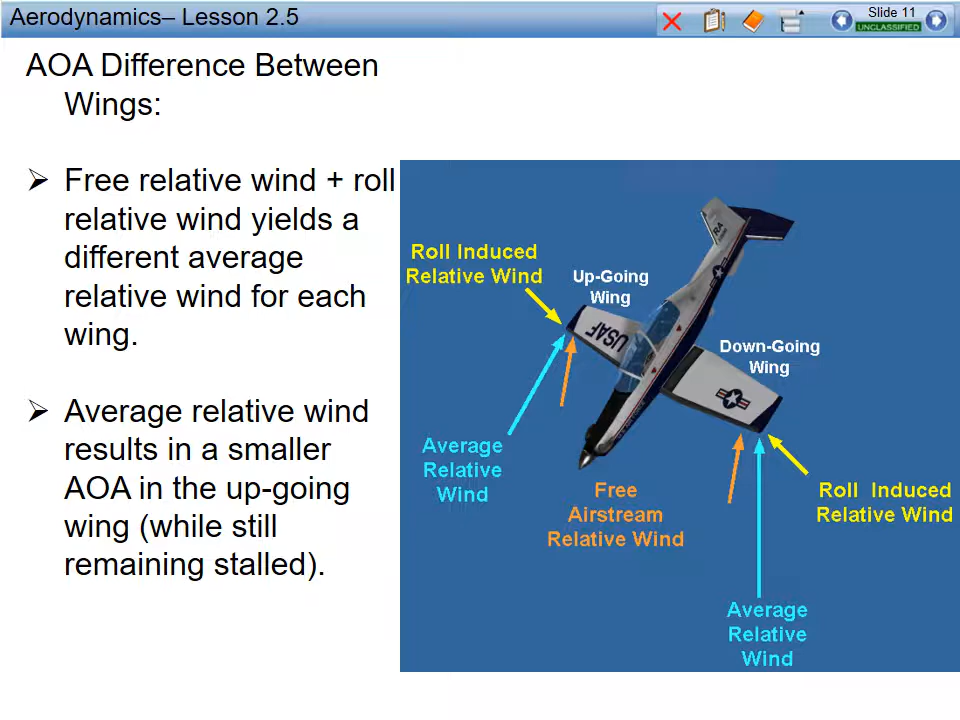 Aerodynamics– Lesson 2.5
Slide 11
UNCLASSIFIED
AOA Difference Between
Wings:
➢ Free relative wind + roll
relative wind yields a
different average
relative wind for each
wing.
➢ Average relative wind
results in a smaller
AOA in the up-going
wing (while still
remaining stalled).
Roll Induced
Relative Wind
Up-Going
Wing
RA
USAF
Down-Going
Wing
Average
Relative
Wind
Free
Airstream
Relative Wind
Roll Induced
Relative Wind
Average
Relative
Wind